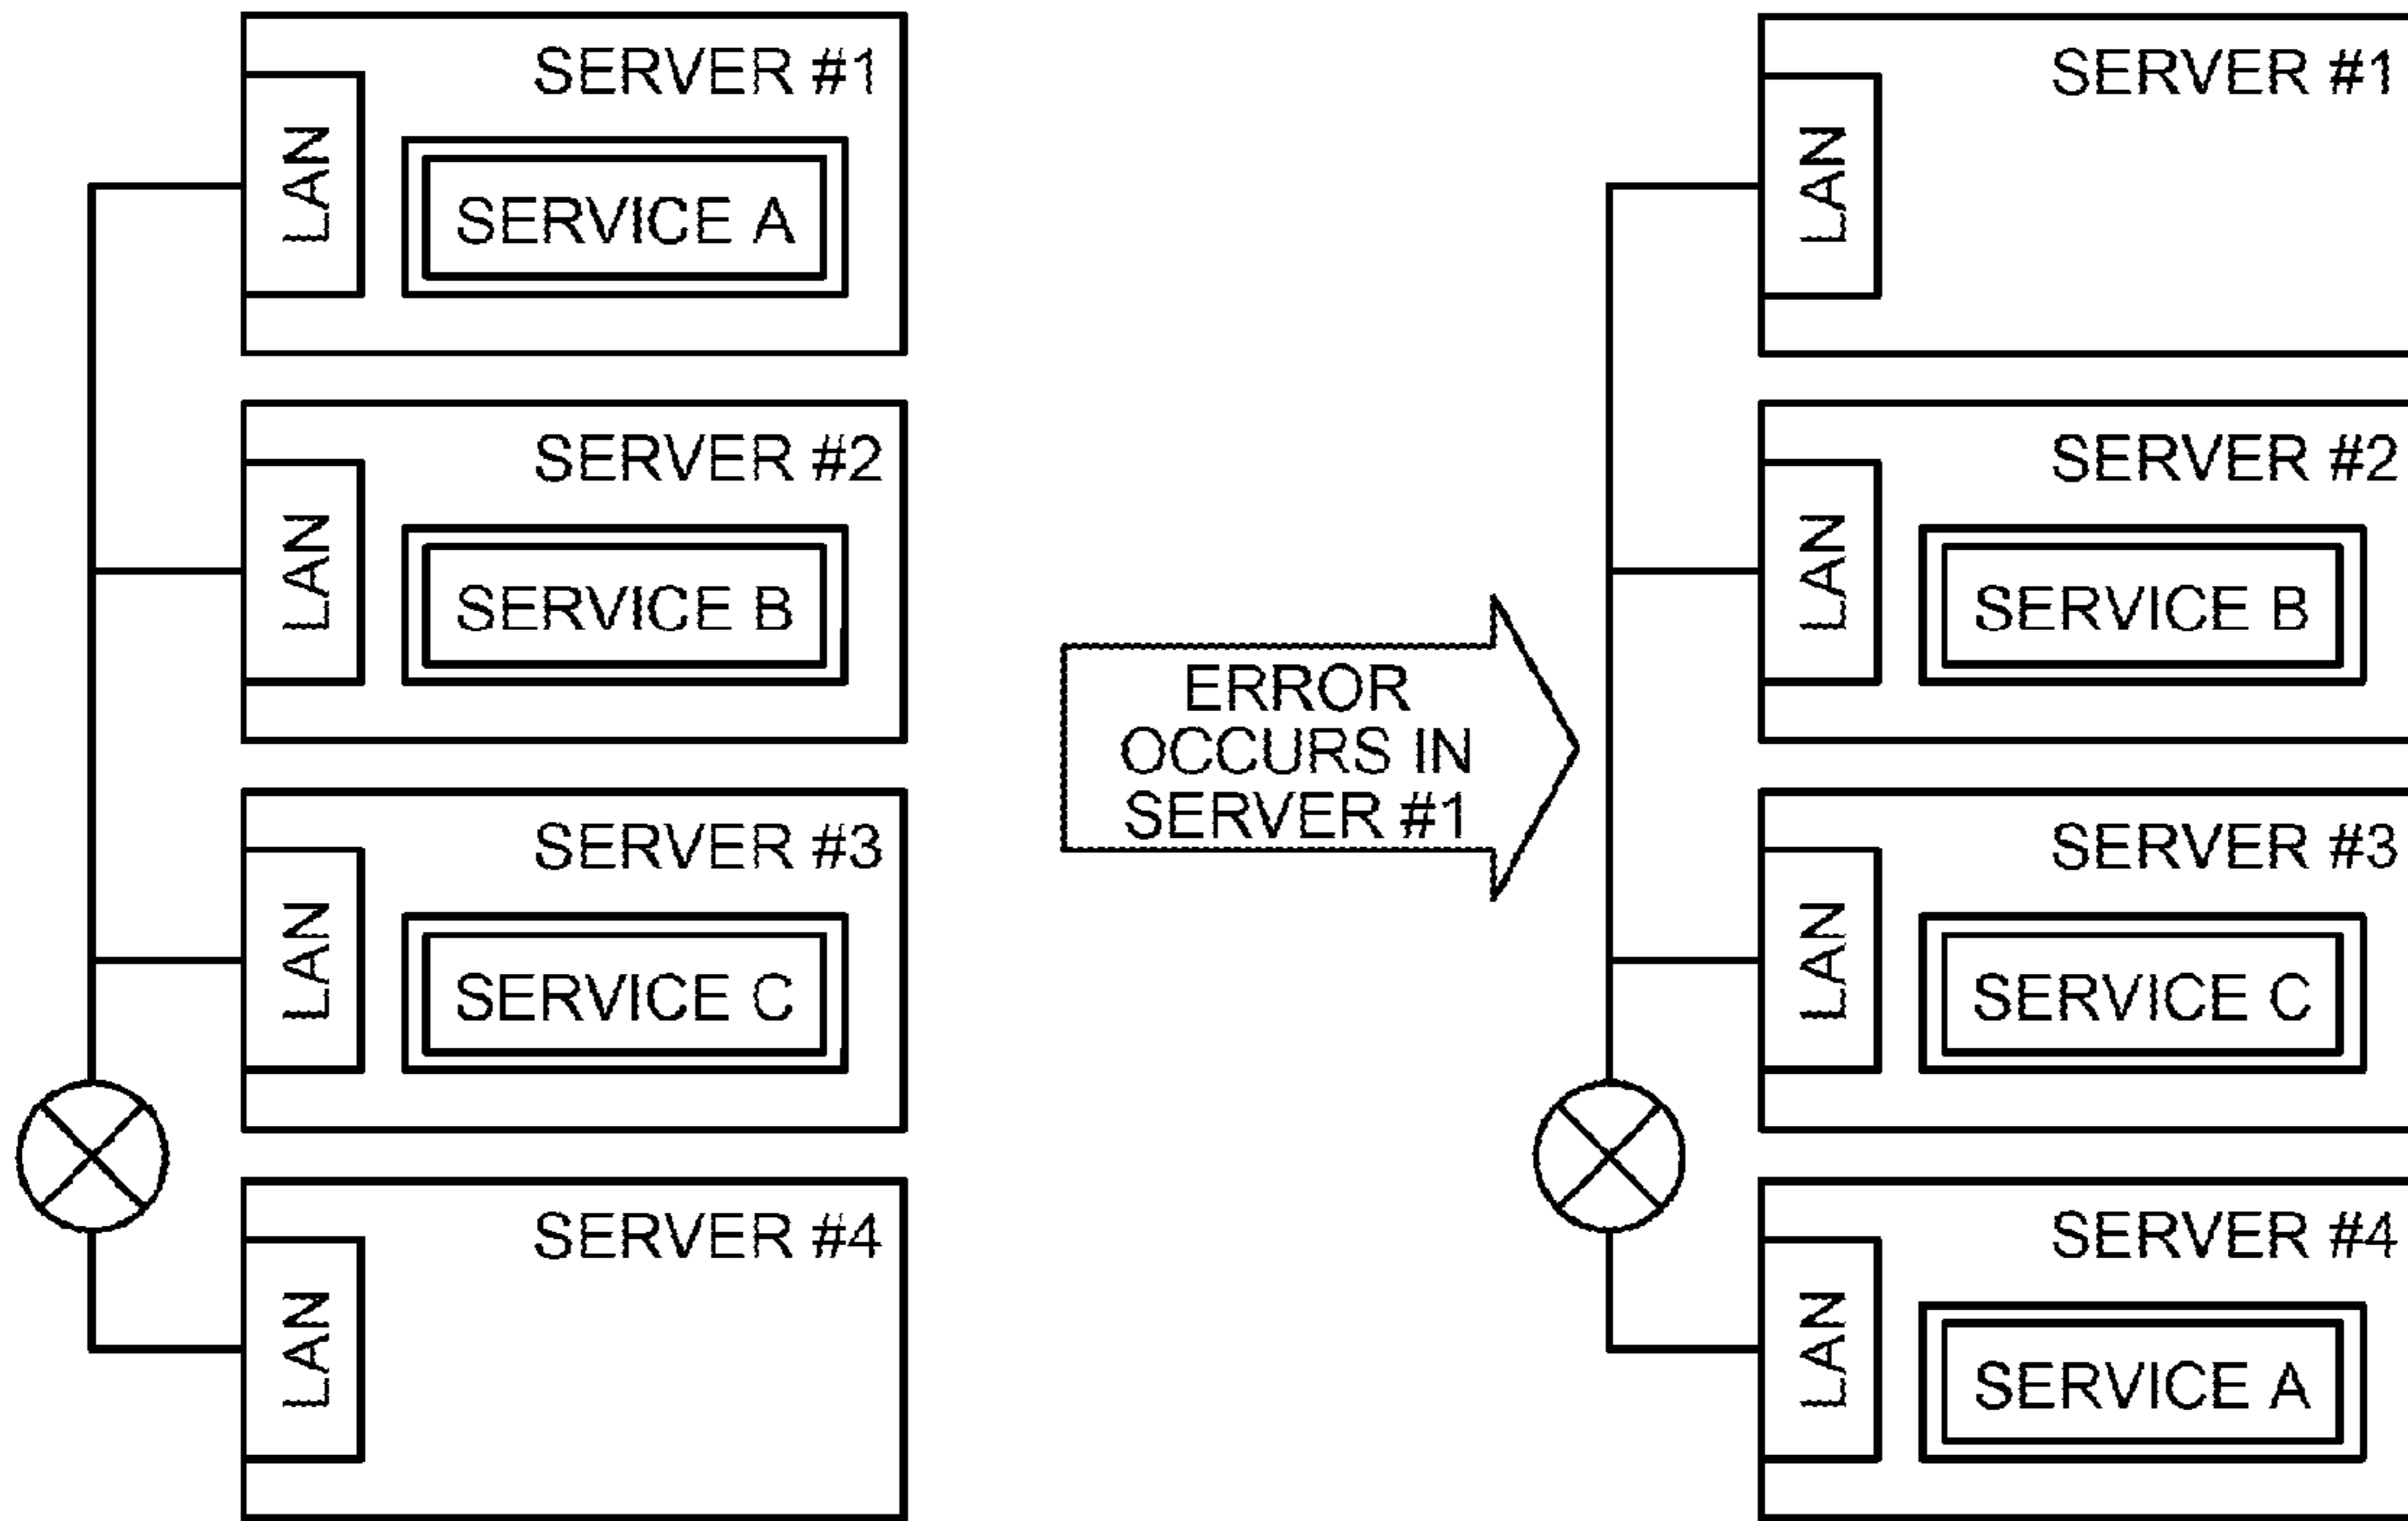 SERVER #1
LAN
SERVICE A
SERVER #2
LAN
SERVICE B
SERVER #3
LAN
SERVICE C
SERVER #4
LAN
ERROR
OCCURS IN
SERVER #1
SERVER #1
LAN
SERVER #2
LAN
SERVICE B
SERVER #3
LAN
SERVICE C
SERVER #4
LAN
SERVICE A